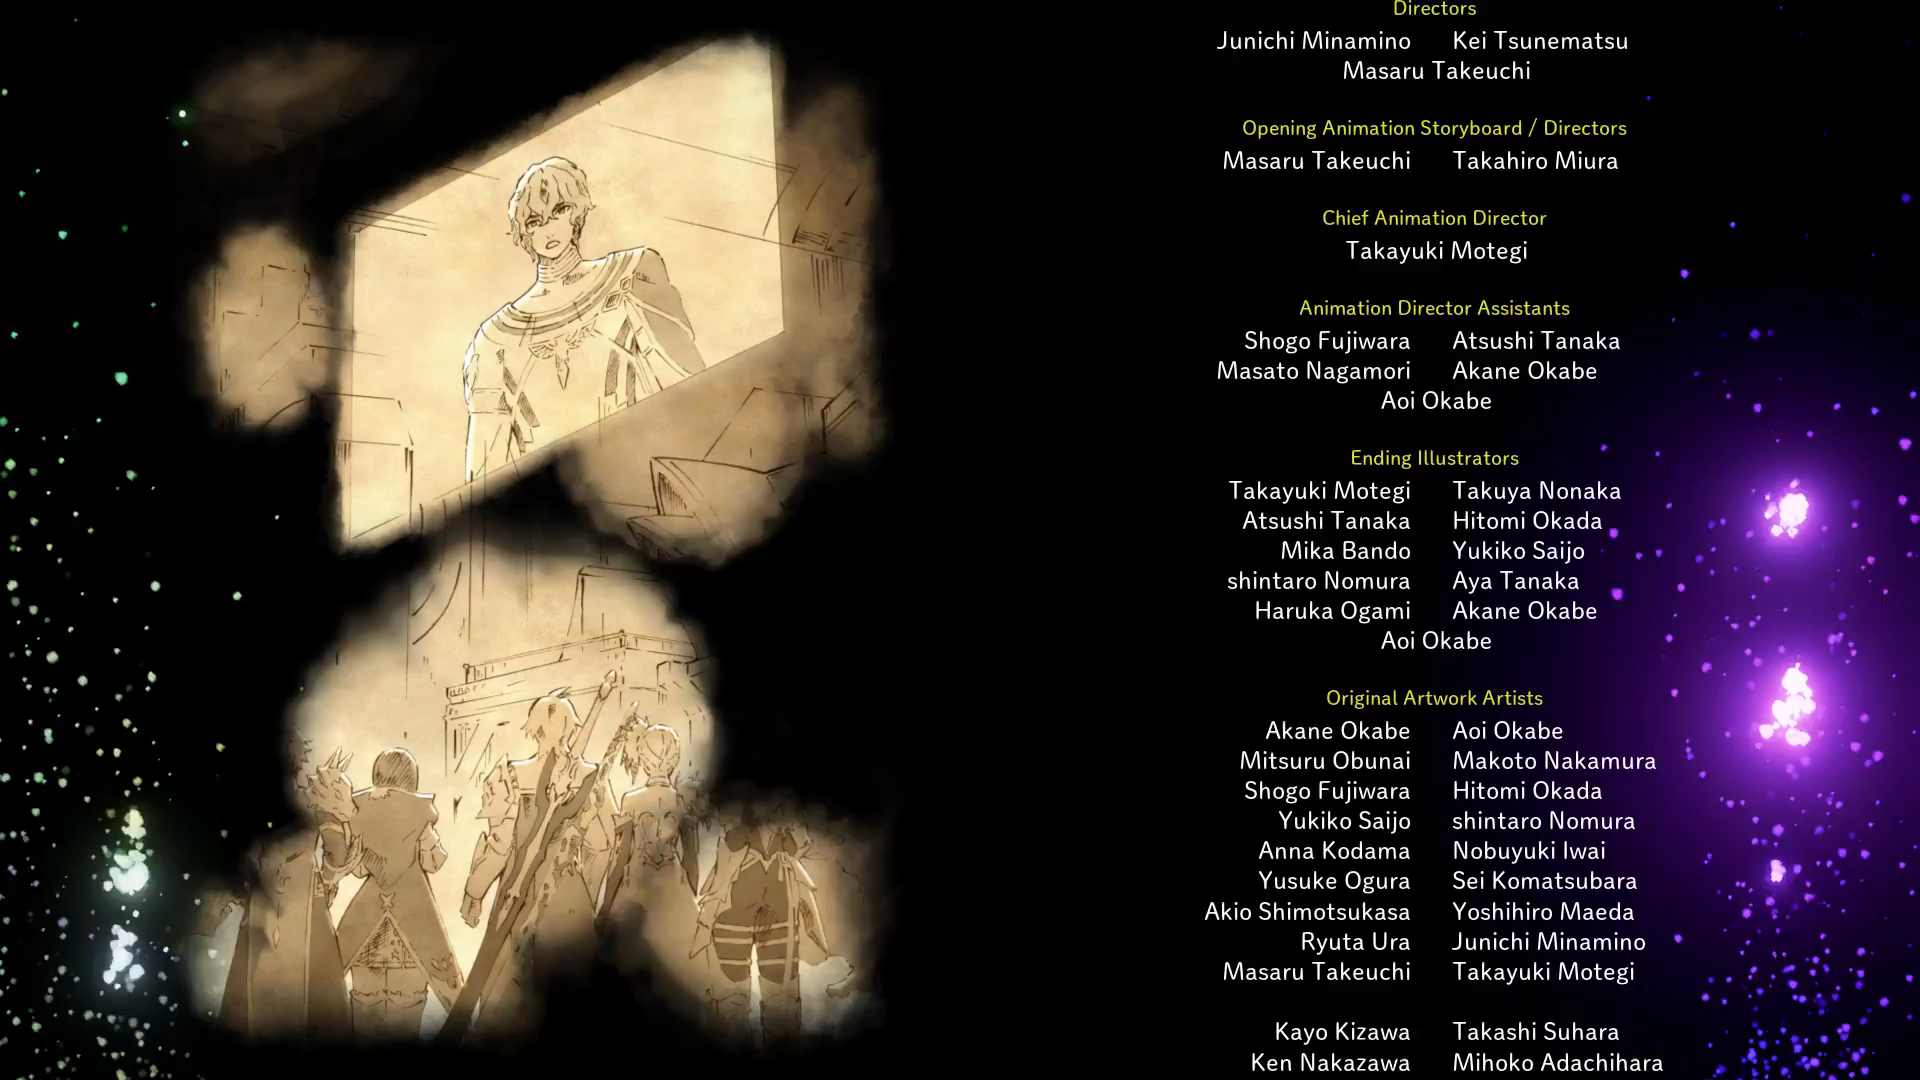 Directors
Junichi Minamino Kei Tsunematsu
Masaru Takeuchi
Opening Animation Storyboard / Directors
Masaru Takeuchi Takahiro Miura
Chief Animation Director
Takayuki Motegi
Animation Director Assistants
Shogo Fujiwara Atsushi Tanaka
Masato Nagamori Akane Okabe
Aoi Okabe
Ending Illustrators
Takayuki Motegi Takuya Nonaka
Atsushi Tanaka Hitomi Okada
Mika Bando Yukiko Saijo
shintaro Nomura Aya Tanaka
Haruka Ogami Akane Okabe
Aoi Okabe
Original Artwork Artists
Akane Okabe Aoi Okabe
Mitsuru Obunai Makoto Nakamura
Shogo Fujiwara Hitomi Okada
Yukiko Saijo shintaro Nomura
Anna Kodama Nobuyuki Iwai
Yusuke Ogura Sei Komatsubara
Akio Shimotsukasa Yoshihiro Maeda
Ryuta Ura Junichi Minamino
Masaru Takeuchi Takayuki Motegi
Kayo Kizawa Takashi Suhara
Ken Nakazawa Mihoko Adachihara